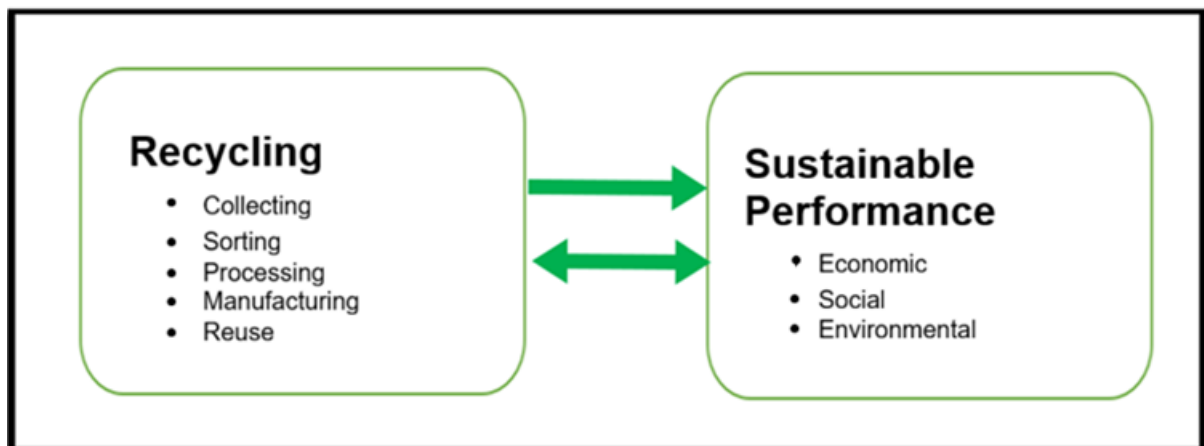 Recycling
• Collecting
• Sorting
• Processing
• Manufacturing
• Reuse
Sustainable
Performance
• Economic
• Social
• Environmental